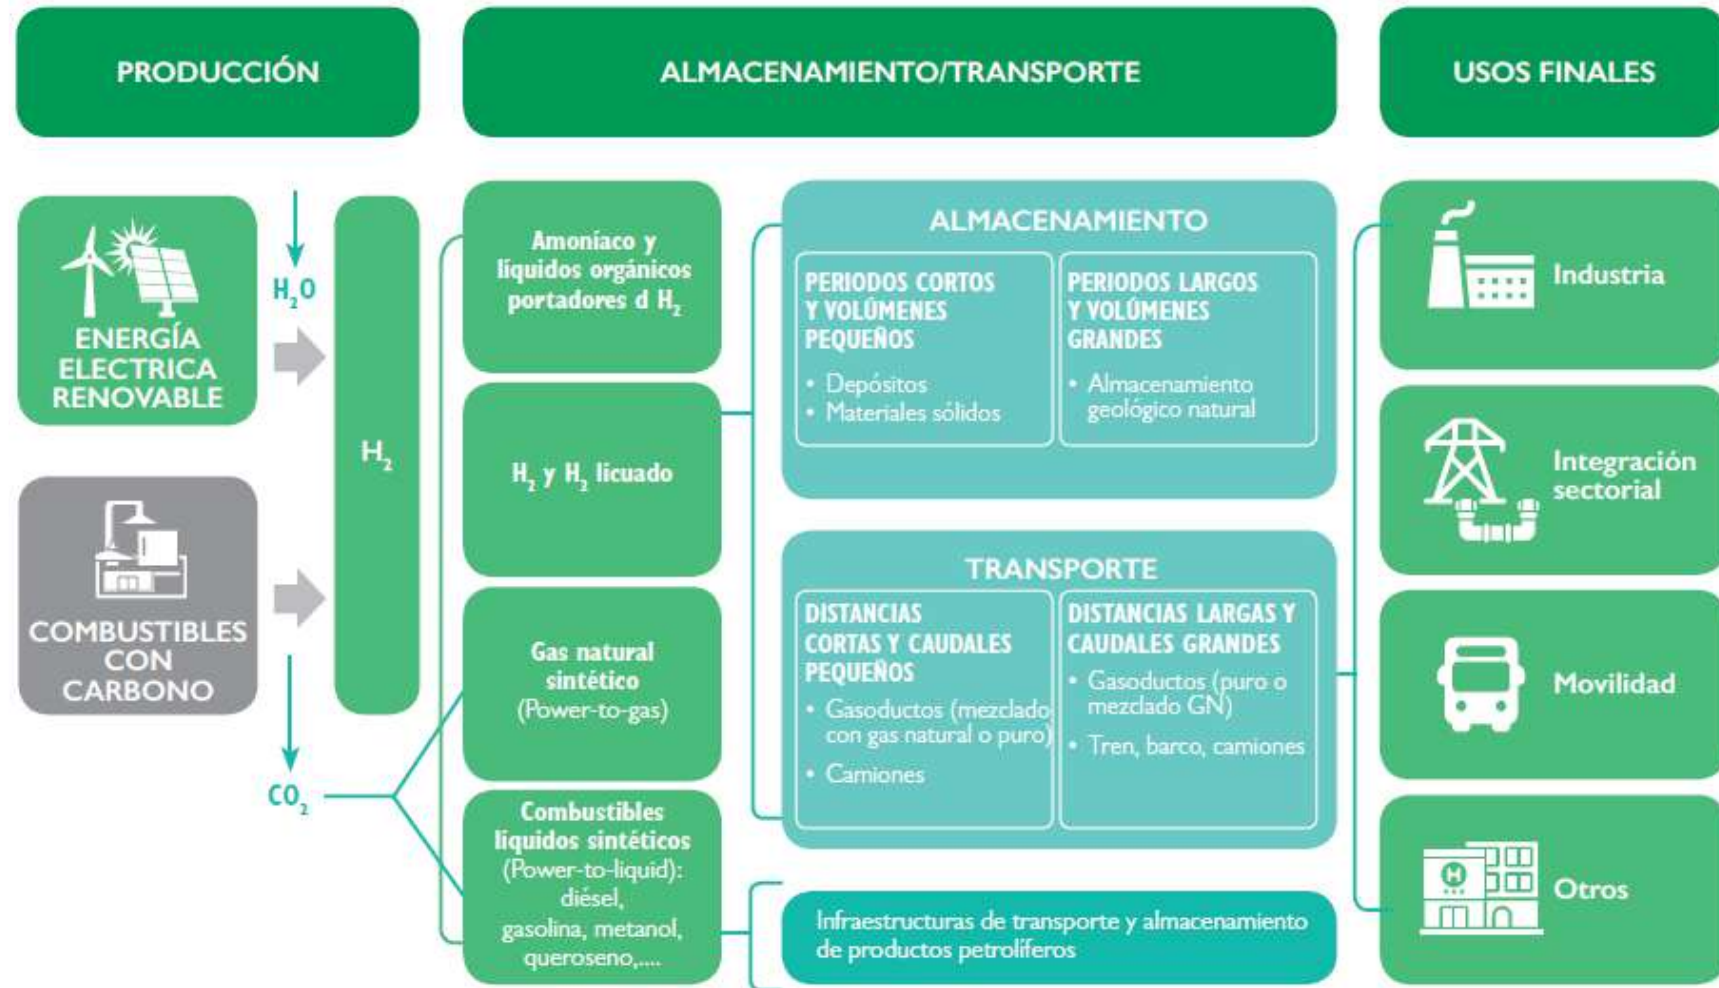 PRODUCCIÓN
ALMACENAMIENTO/TRANSPORTE
USOS FINALES
H₂O
ENERGÍA
ELECTRICA
RENOVABLE
COMBUSTIBLES
CON
CARBONO
CO₂
H₂
Amoníaco y
líquidos orgánicos
portadores d H₂
H₂ y H₂ licuado
Gas natural
sintético
(Power-to-gas)
Combustibles
líquidos sintéticos
(Power-to-liquid):
diésel,
gasolina, metanol,
queroseno,....
ALMACENAMIENTO
PERIODOS CORTOS
Y VOLÚMENES
PEQUEÑOS
• Depósitos
• Materiales sólidos
PERIODOS LARGOS
Y VOLÚMENES
GRANDES
• Almacenamiento
geológico natural
TRANSPORTE
DISTANCIAS
CORTAS Y CAUDALES
PEQUEÑOS
• Gasoductos (mezclado
con gas natural o puro)
• Camiones
DISTANCIAS LARGAS Y
CAUDALES GRANDES
• Gasoductos (puro o
mezclado GN)
• Tren, barco, camiones
Infraestructuras de transporte y almacenamiento
de productos petrolíferos
Industria
Integración
sectorial
Movilidad
H
Otros